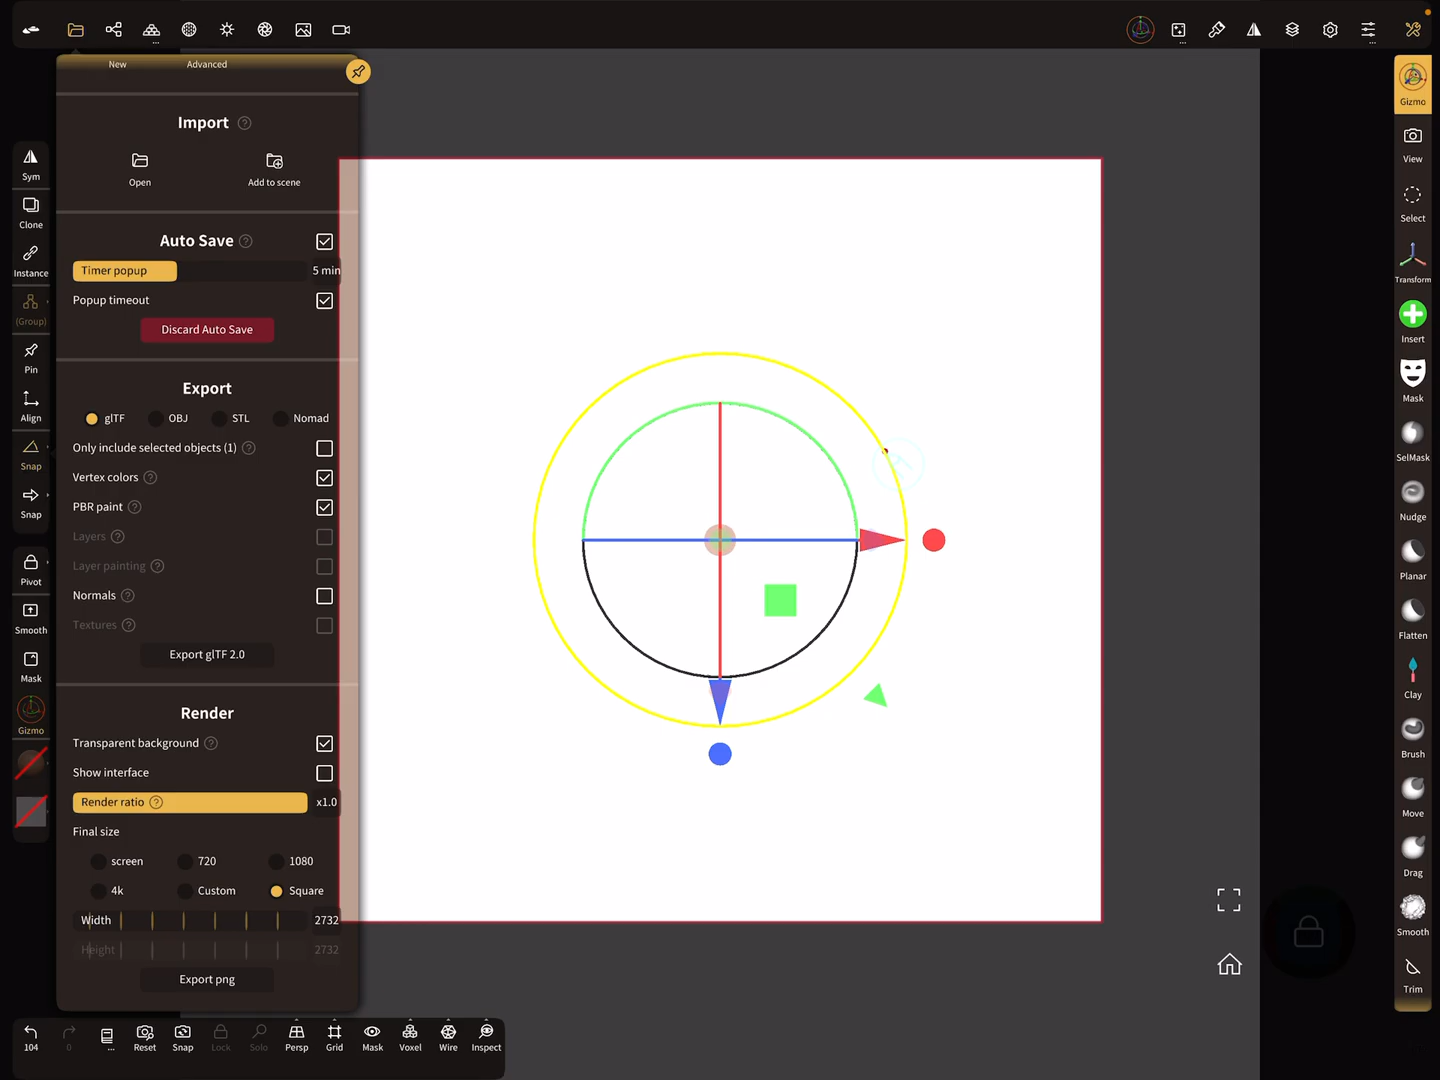 New Advanced
Import
Open Add to scene
Auto Save
Timer popup 5 min
Popup timeout
Discard Auto Save
Export
glTF OBJ STL Nomad
Only include selected objects (1)
Vertex colors
PBR paint
Layers
Layer painting
Normals
Textures
Export glTF 2.0
Render
Transparent background
Show interface
Render ratio x1.0
Final size
screen 720 1080
4k Custom Square
Width 2732
Height 2732
Export png
Sym
Clone
Instance
(Group)
Pin
Align
Snap
Snap
Pivot
Smooth
Mask
Gizmo
104 0 ... Reset Snap Lock Solo Persp Grid Mask Voxel Wire Inspect
Gizmo
View
Select
Transform
Insert
Mask
SelMask
Nudge
Planar
Flatten
Clay
Brush
Move
Drag
Smooth
Trim